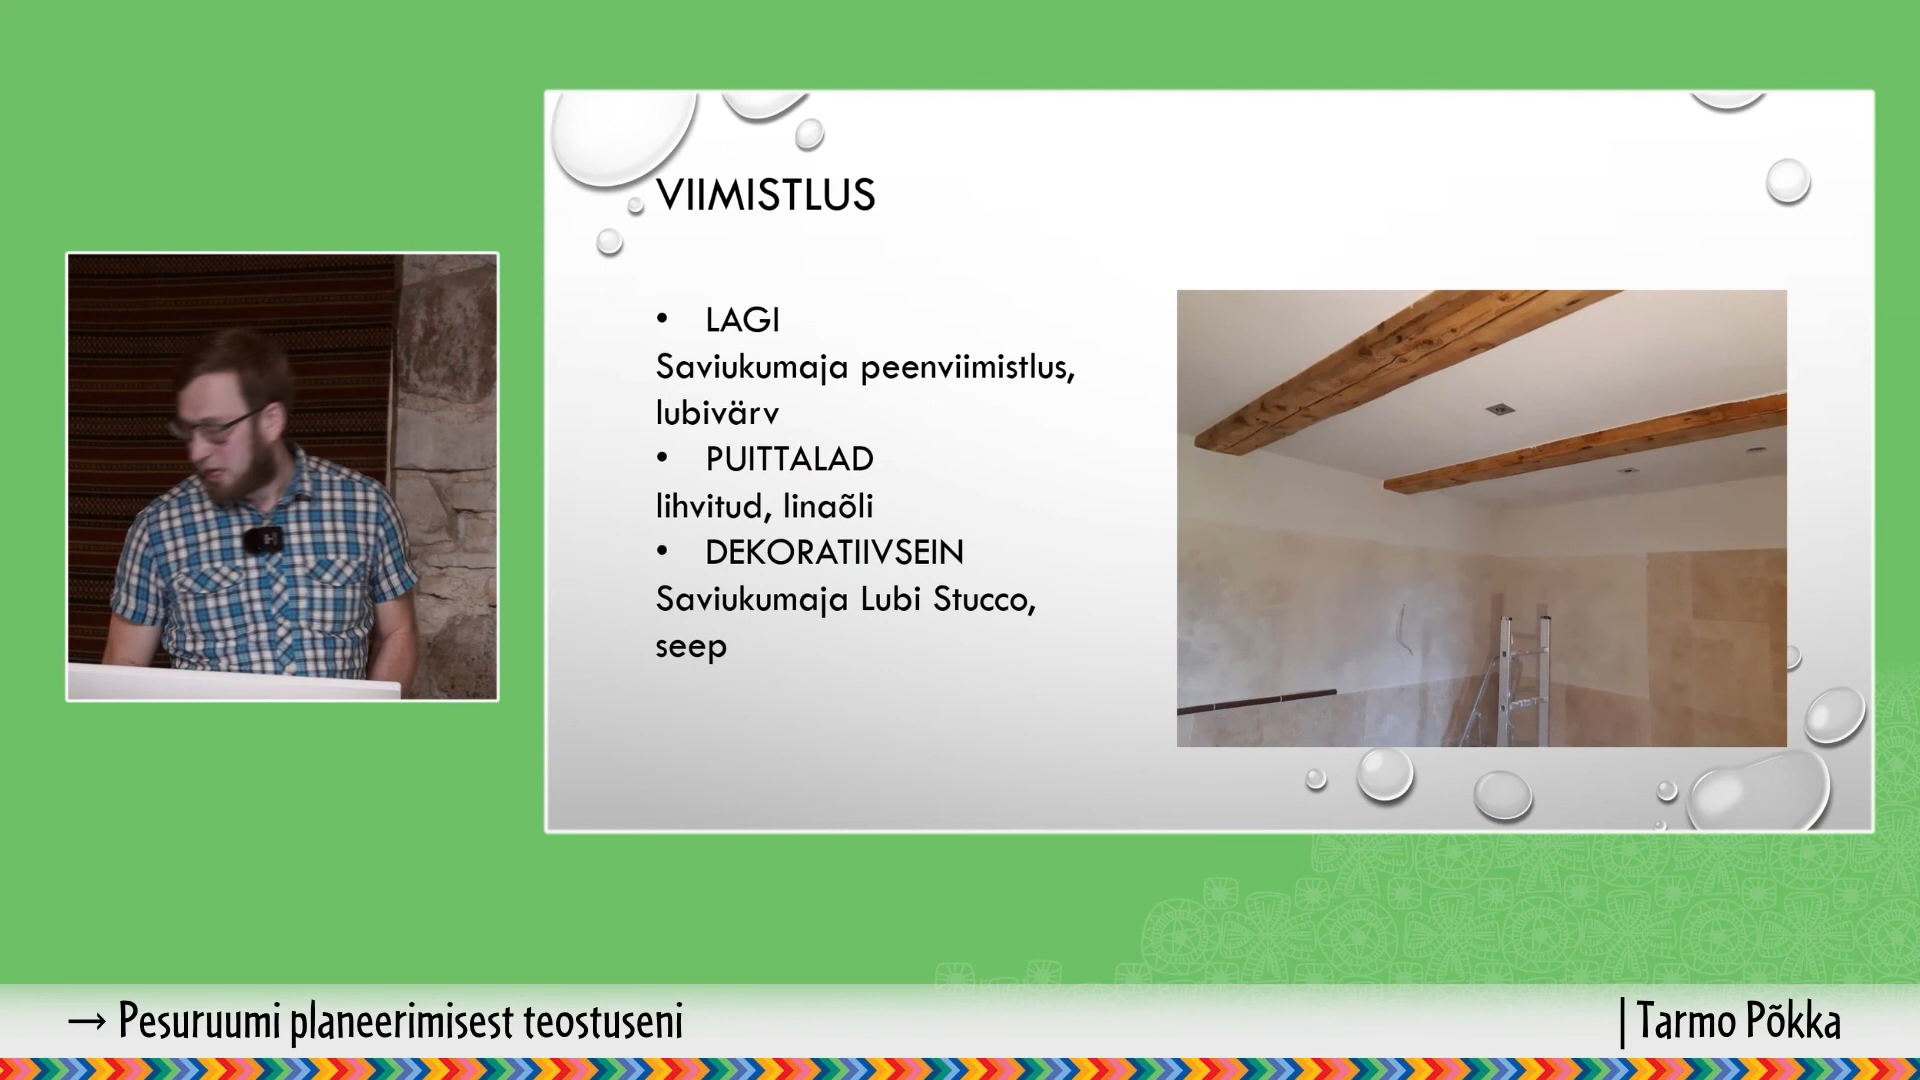 VIIMISTLUS
• LAGI
Saviukumaja peenviimistlus,
lubivärv
• PUITTALAD
lihvitud, linaõli
• DEKORATIIVSEIN
Saviukumaja Lubi Stucco,
seep
→ Pesuruumi planeerimisest teostuseni
| Tarmo Põkka